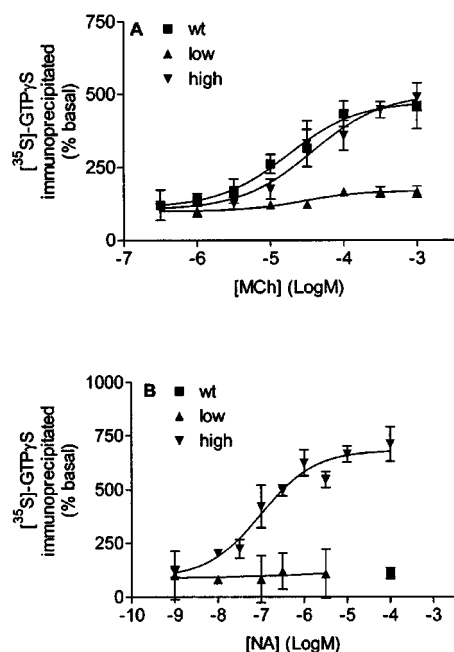 A
wt
low
high
[³⁵S]-GTPγS
immunoprecipitated
(% basal)
750
500
250
0
-7 -6 -5 -4 -3
[MCh] (LogM)
B
wt
low
high
[³⁵S]-GTPγS
immunoprecipitated
(% basal)
1000
750
500
250
0
-9 -8 -7 -6 -5 -4 -3
[NA] (LogM)